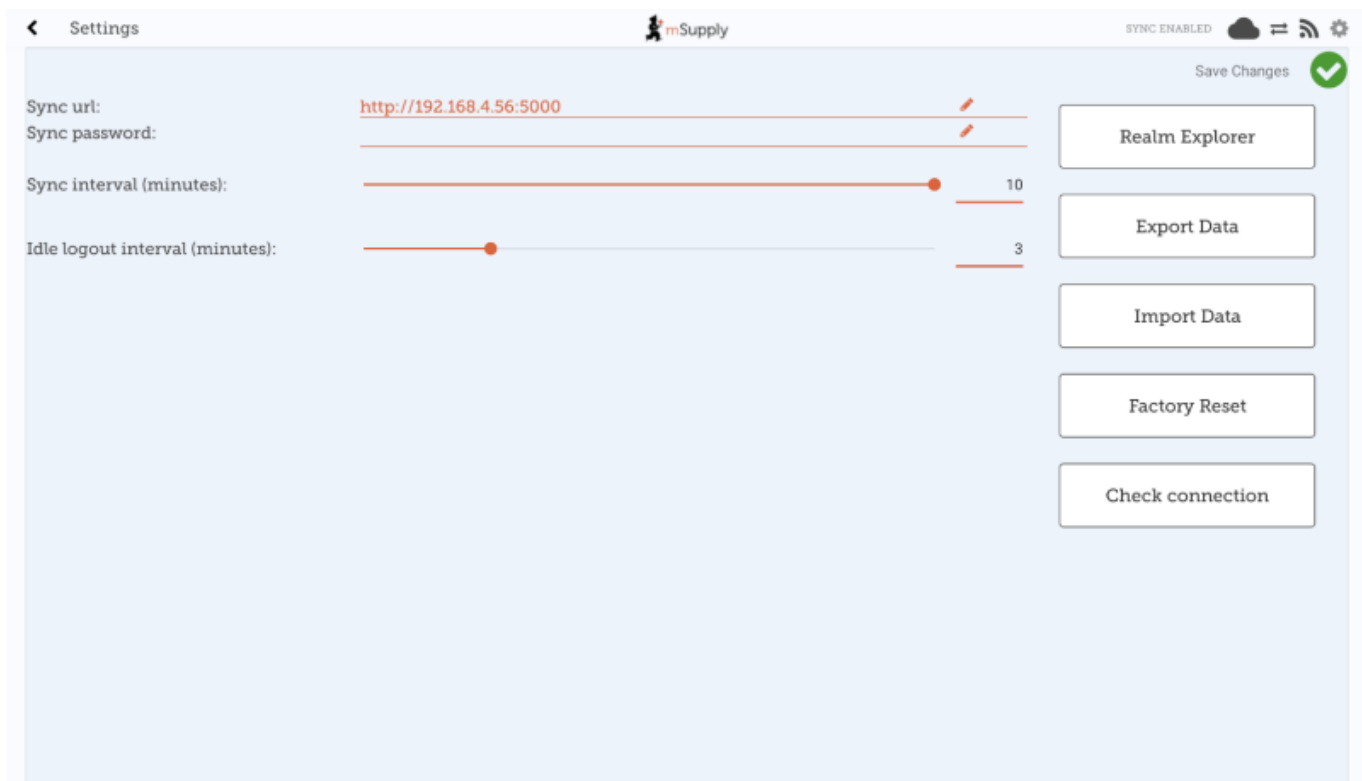 Settings
mSupply
SYNC ENABLED
Save Changes
Sync url:
http://192.168.4.56:5000
Sync password:
Sync interval (minutes):
10
Idle logout interval (minutes):
3
Realm Explorer
Export Data
Import Data
Factory Reset
Check connection